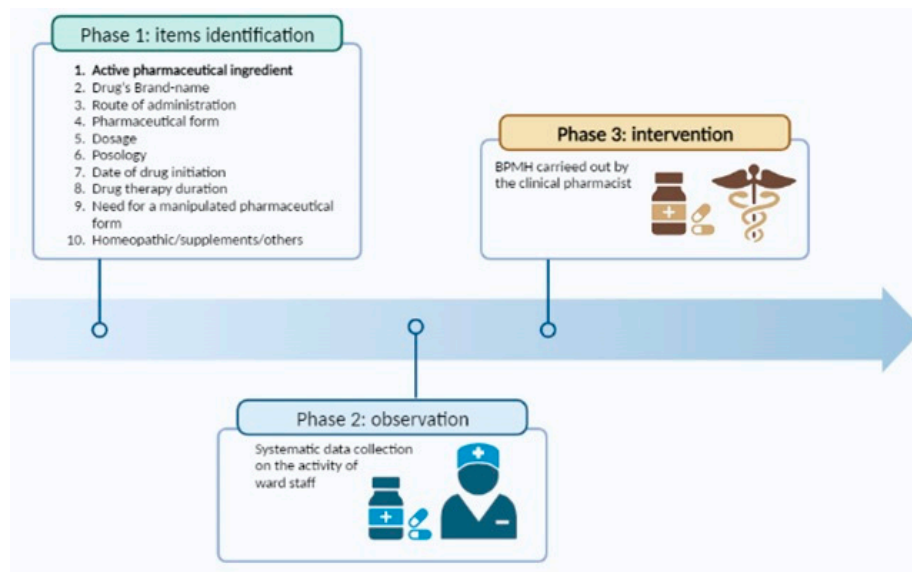 Phase 1: items identification
1. Active pharmaceutical ingredient
2. Drug's Brand-name
3. Route of administration
4. Pharmaceutical form
5. Dosage
6. Posology
7. Date of drug initiation
8. Drug therapy duration
9. Need for a manipulated pharmaceutical
form
10. Homeopathic/supplements/others
Phase 3: intervention
BPMH carrieed out by
the clinical pharmacist
Phase 2: observation
Systematic data collection
on the activity of
ward staff